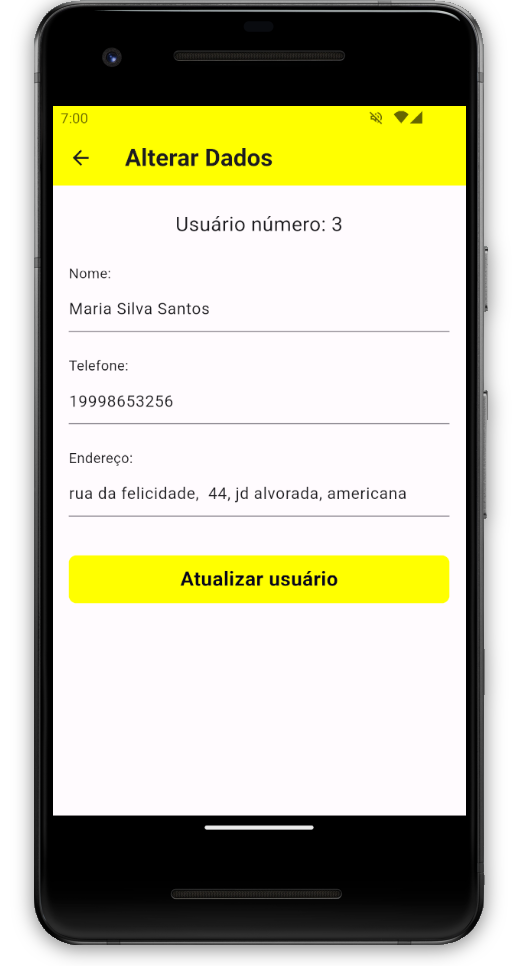 7:00
Alterar Dados
Usuário número: 3
Nome:
Maria Silva Santos
Telefone:
19998653256
Endereço:
rua da felicidade,  44, jd alvorada, americana
Atualizar usuário